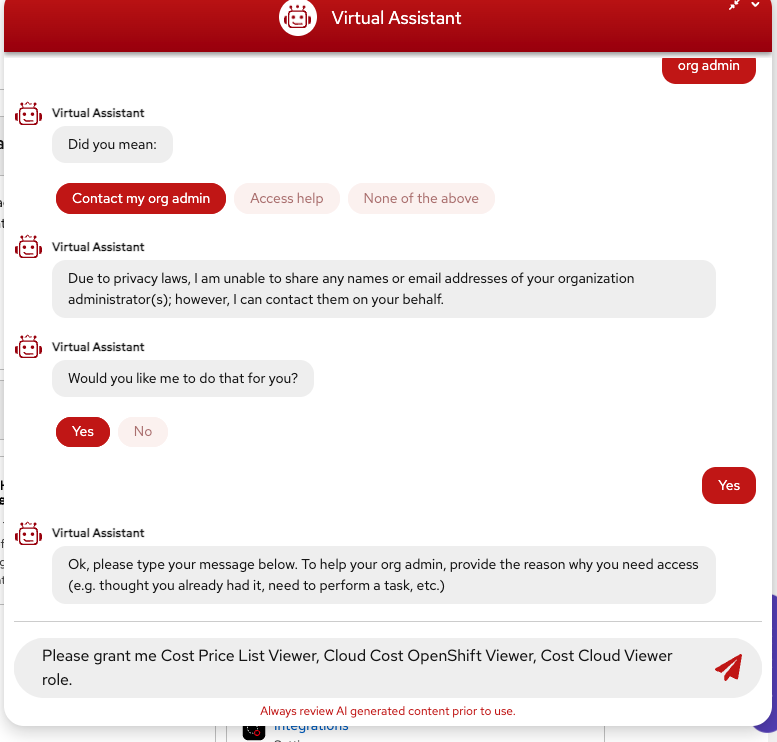 Virtual Assistant
org admin
Virtual Assistant
Did you mean:
Contact my org admin
Access help
None of the above
Virtual Assistant
Due to privacy laws, I am unable to share any names or email addresses of your organization
administrator(s); however, I can contact them on your behalf.
Virtual Assistant
Would you like me to do that for you?
Yes
No
Yes
Virtual Assistant
Ok, please type your message below. To help your org admin, provide the reason why you need access
(e.g. thought you already had it, need to perform a task, etc.)
Please grant me Cost Price List Viewer, Cloud Cost OpenShift Viewer, Cost Cloud Viewer
role.
Always review AI generated content prior to use.
Integrations